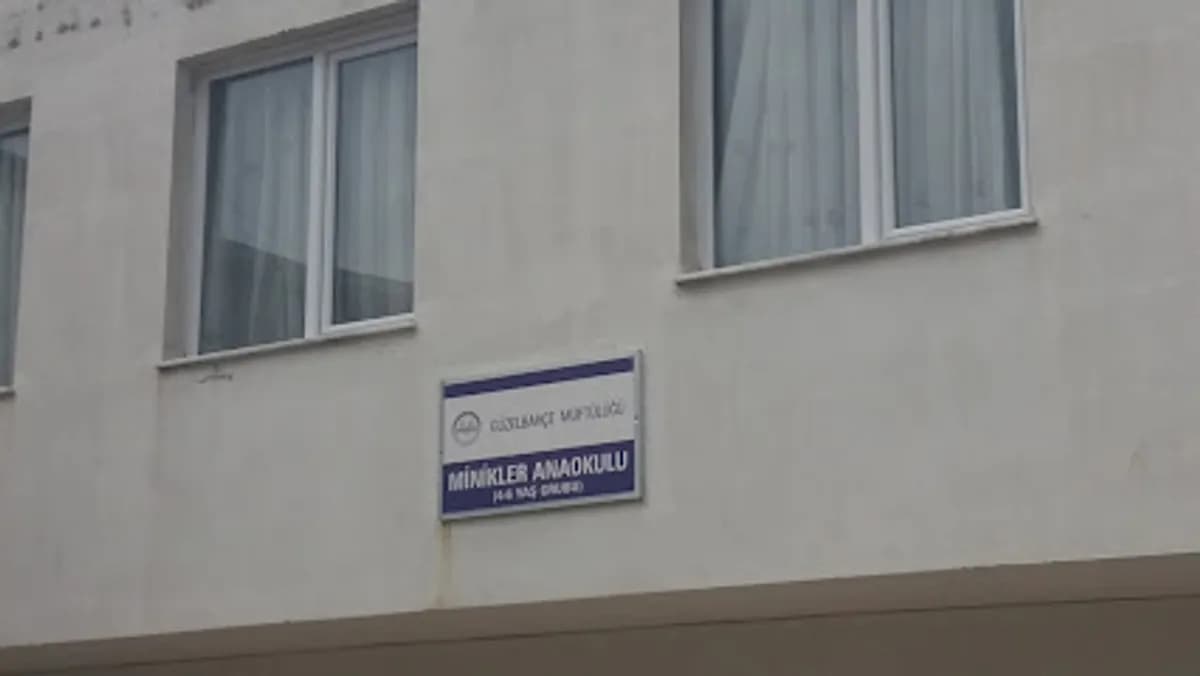 GÜZELBAHÇE MÜFTÜLÜĞÜ
MİNİKLER ANAOKULU
(4-6 YAŞ GRUBU)